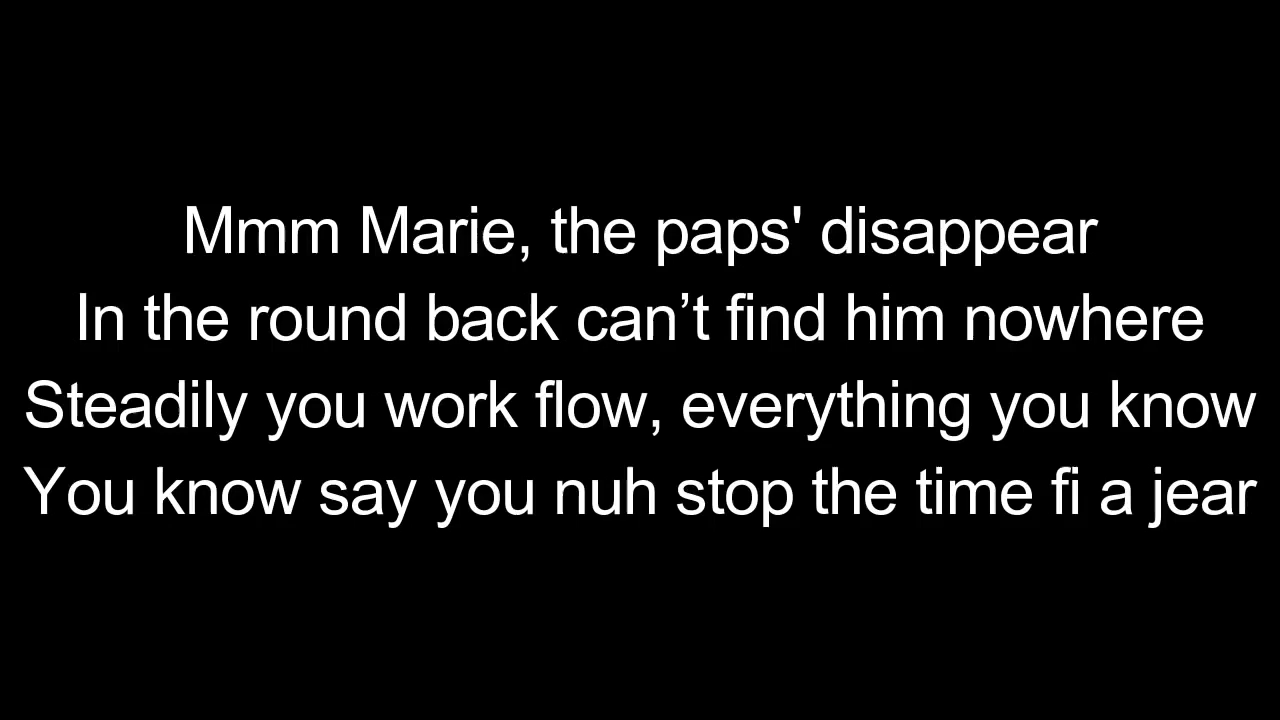 Mmm Marie, the paps' disappear
In the round back can’t find him nowhere
Steadily you work flow, everything you know
You know say you nuh stop the time fi a jear